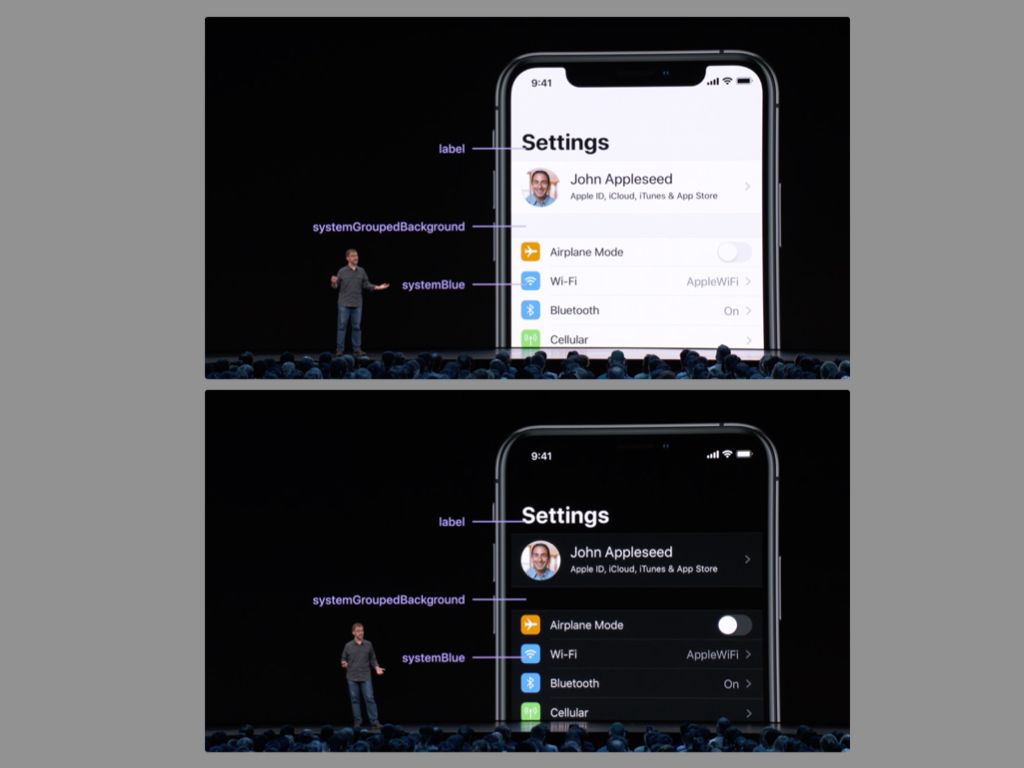 9:41
Settings
label
John Appleseed
Apple ID, iCloud, iTunes & App Store
systemGroupedBackground
Airplane Mode
systemBlue
Wi-Fi AppleWiFi
Bluetooth On
Cellular
9:41
Settings
label
John Appleseed
Apple ID, iCloud, iTunes & App Store
systemGroupedBackground
Airplane Mode
systemBlue
Wi-Fi AppleWiFi
Bluetooth On
Cellular